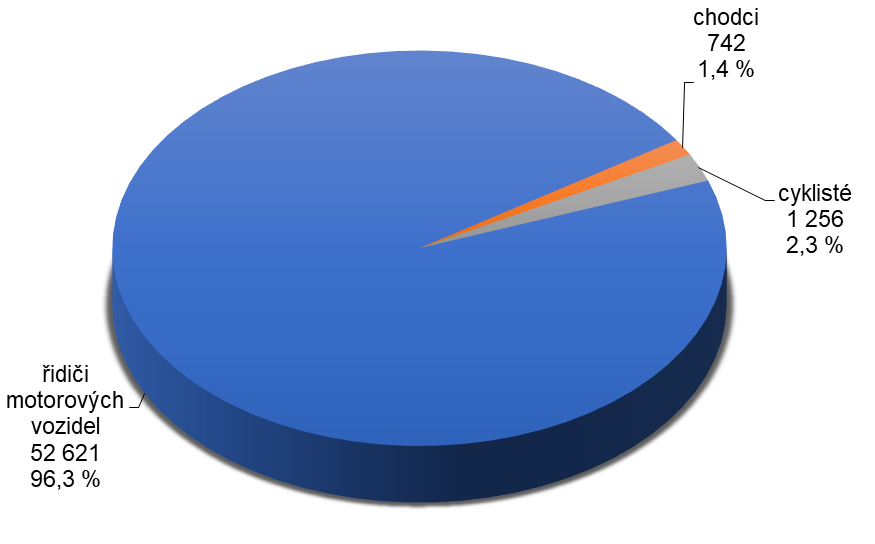 chodci
742
1,4 %
cyklisté
1 256
2,3 %
řidiči
motorových
vozidel
52 621
96,3 %